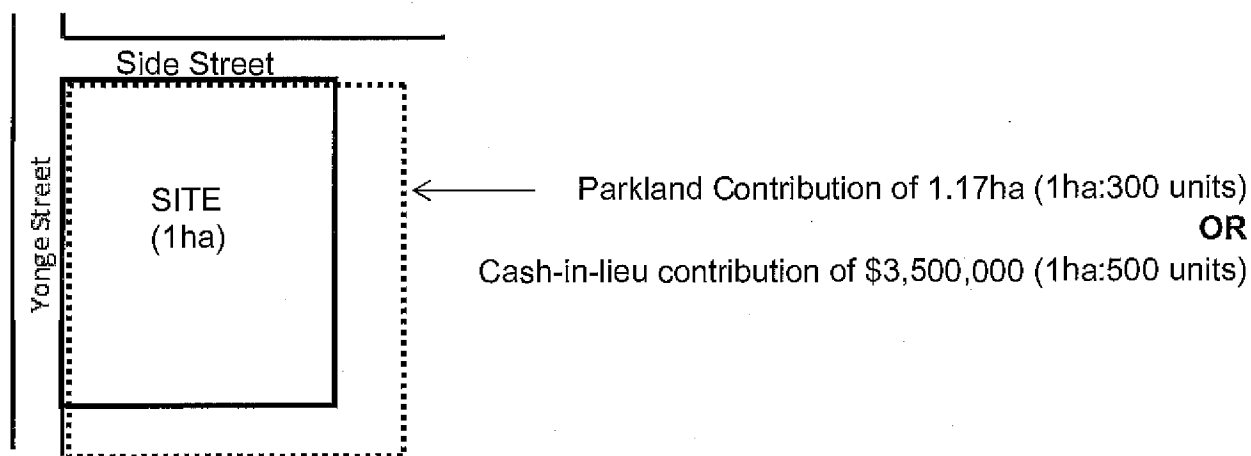 Side Street
Yonge Street
SITE
(1ha)
Parkland Contribution of 1.17ha (1ha:300 units)
OR
Cash-in-lieu contribution of $3,500,000 (1ha:500 units)